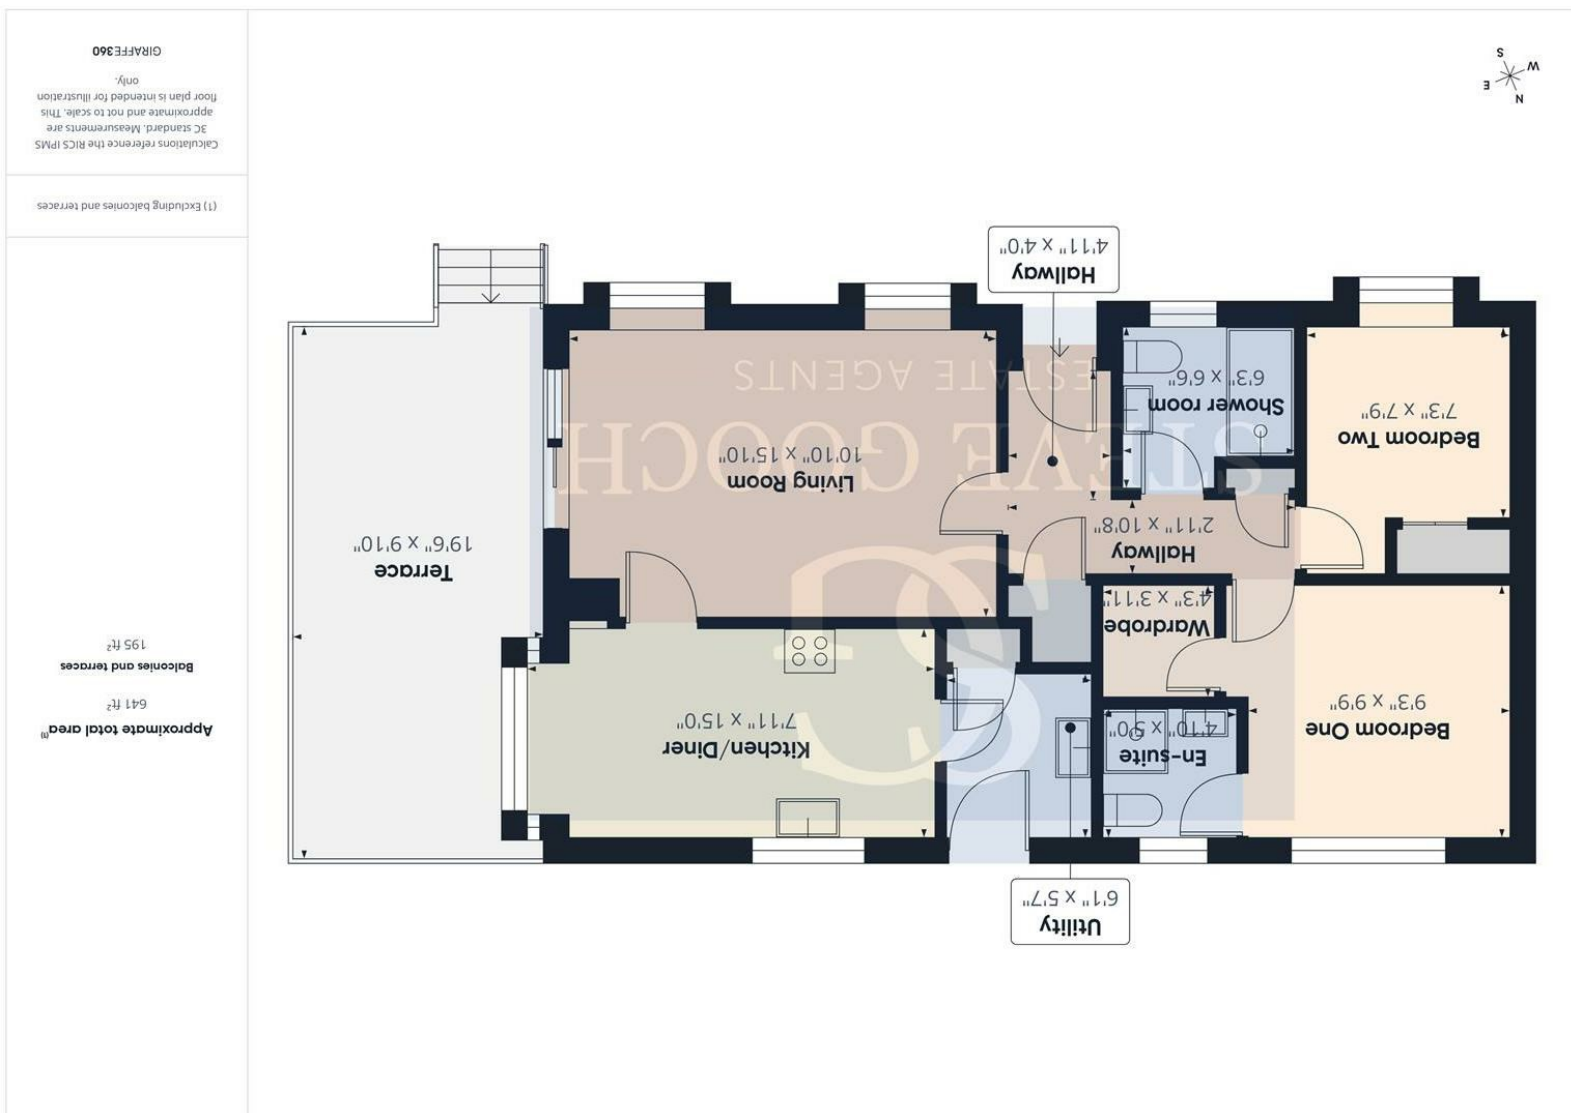 Utility
6'1" x 5'7"
Bedroom One
9'3" x 9'9"
En-suite
4'10" x 5'0"
Kitchen/Diner
7'11" x 15'0"
Wardrobe
4'3" x 3'11"
Hallway
2'11" x 10'8"
Terrace
19'6" x 9'10"
Living Room
10'10" x 15'10"
Bedroom Two
7'3" x 7'9"
Shower room
6'3" x 6'6"
Hallway
4'11" x 4'0"
STEVE GOOCH
ESTATE AGENTS
SG
N
E
W
S
Approximate total area(1)
641 ft²
Balconies and terraces
195 ft²
(1) Excluding balconies and terraces
Calculations reference the RICS IPMS
3C standard. Measurements are
approximate and not to scale. This
floor plan is intended for illustration
only.
GIRAFFE360